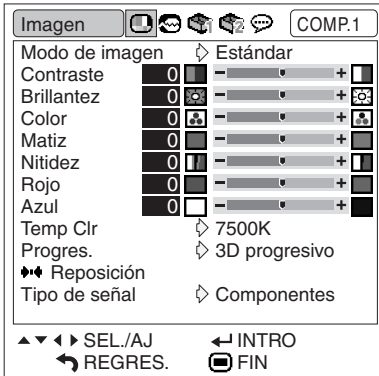 Imagen COMP.1
Modo de imagen Estándar
Contraste 0 - +
Brillantez 0 - +
Color 0 - +
Matiz 0 - +
Nitidez 0 - +
Rojo 0 - +
Azul 0 - +
Temp Clr 7500K
Progres. 3D progresivo
Reposición
Tipo de señal Componentes
SEL./AJ INTRO
REGRES. FIN